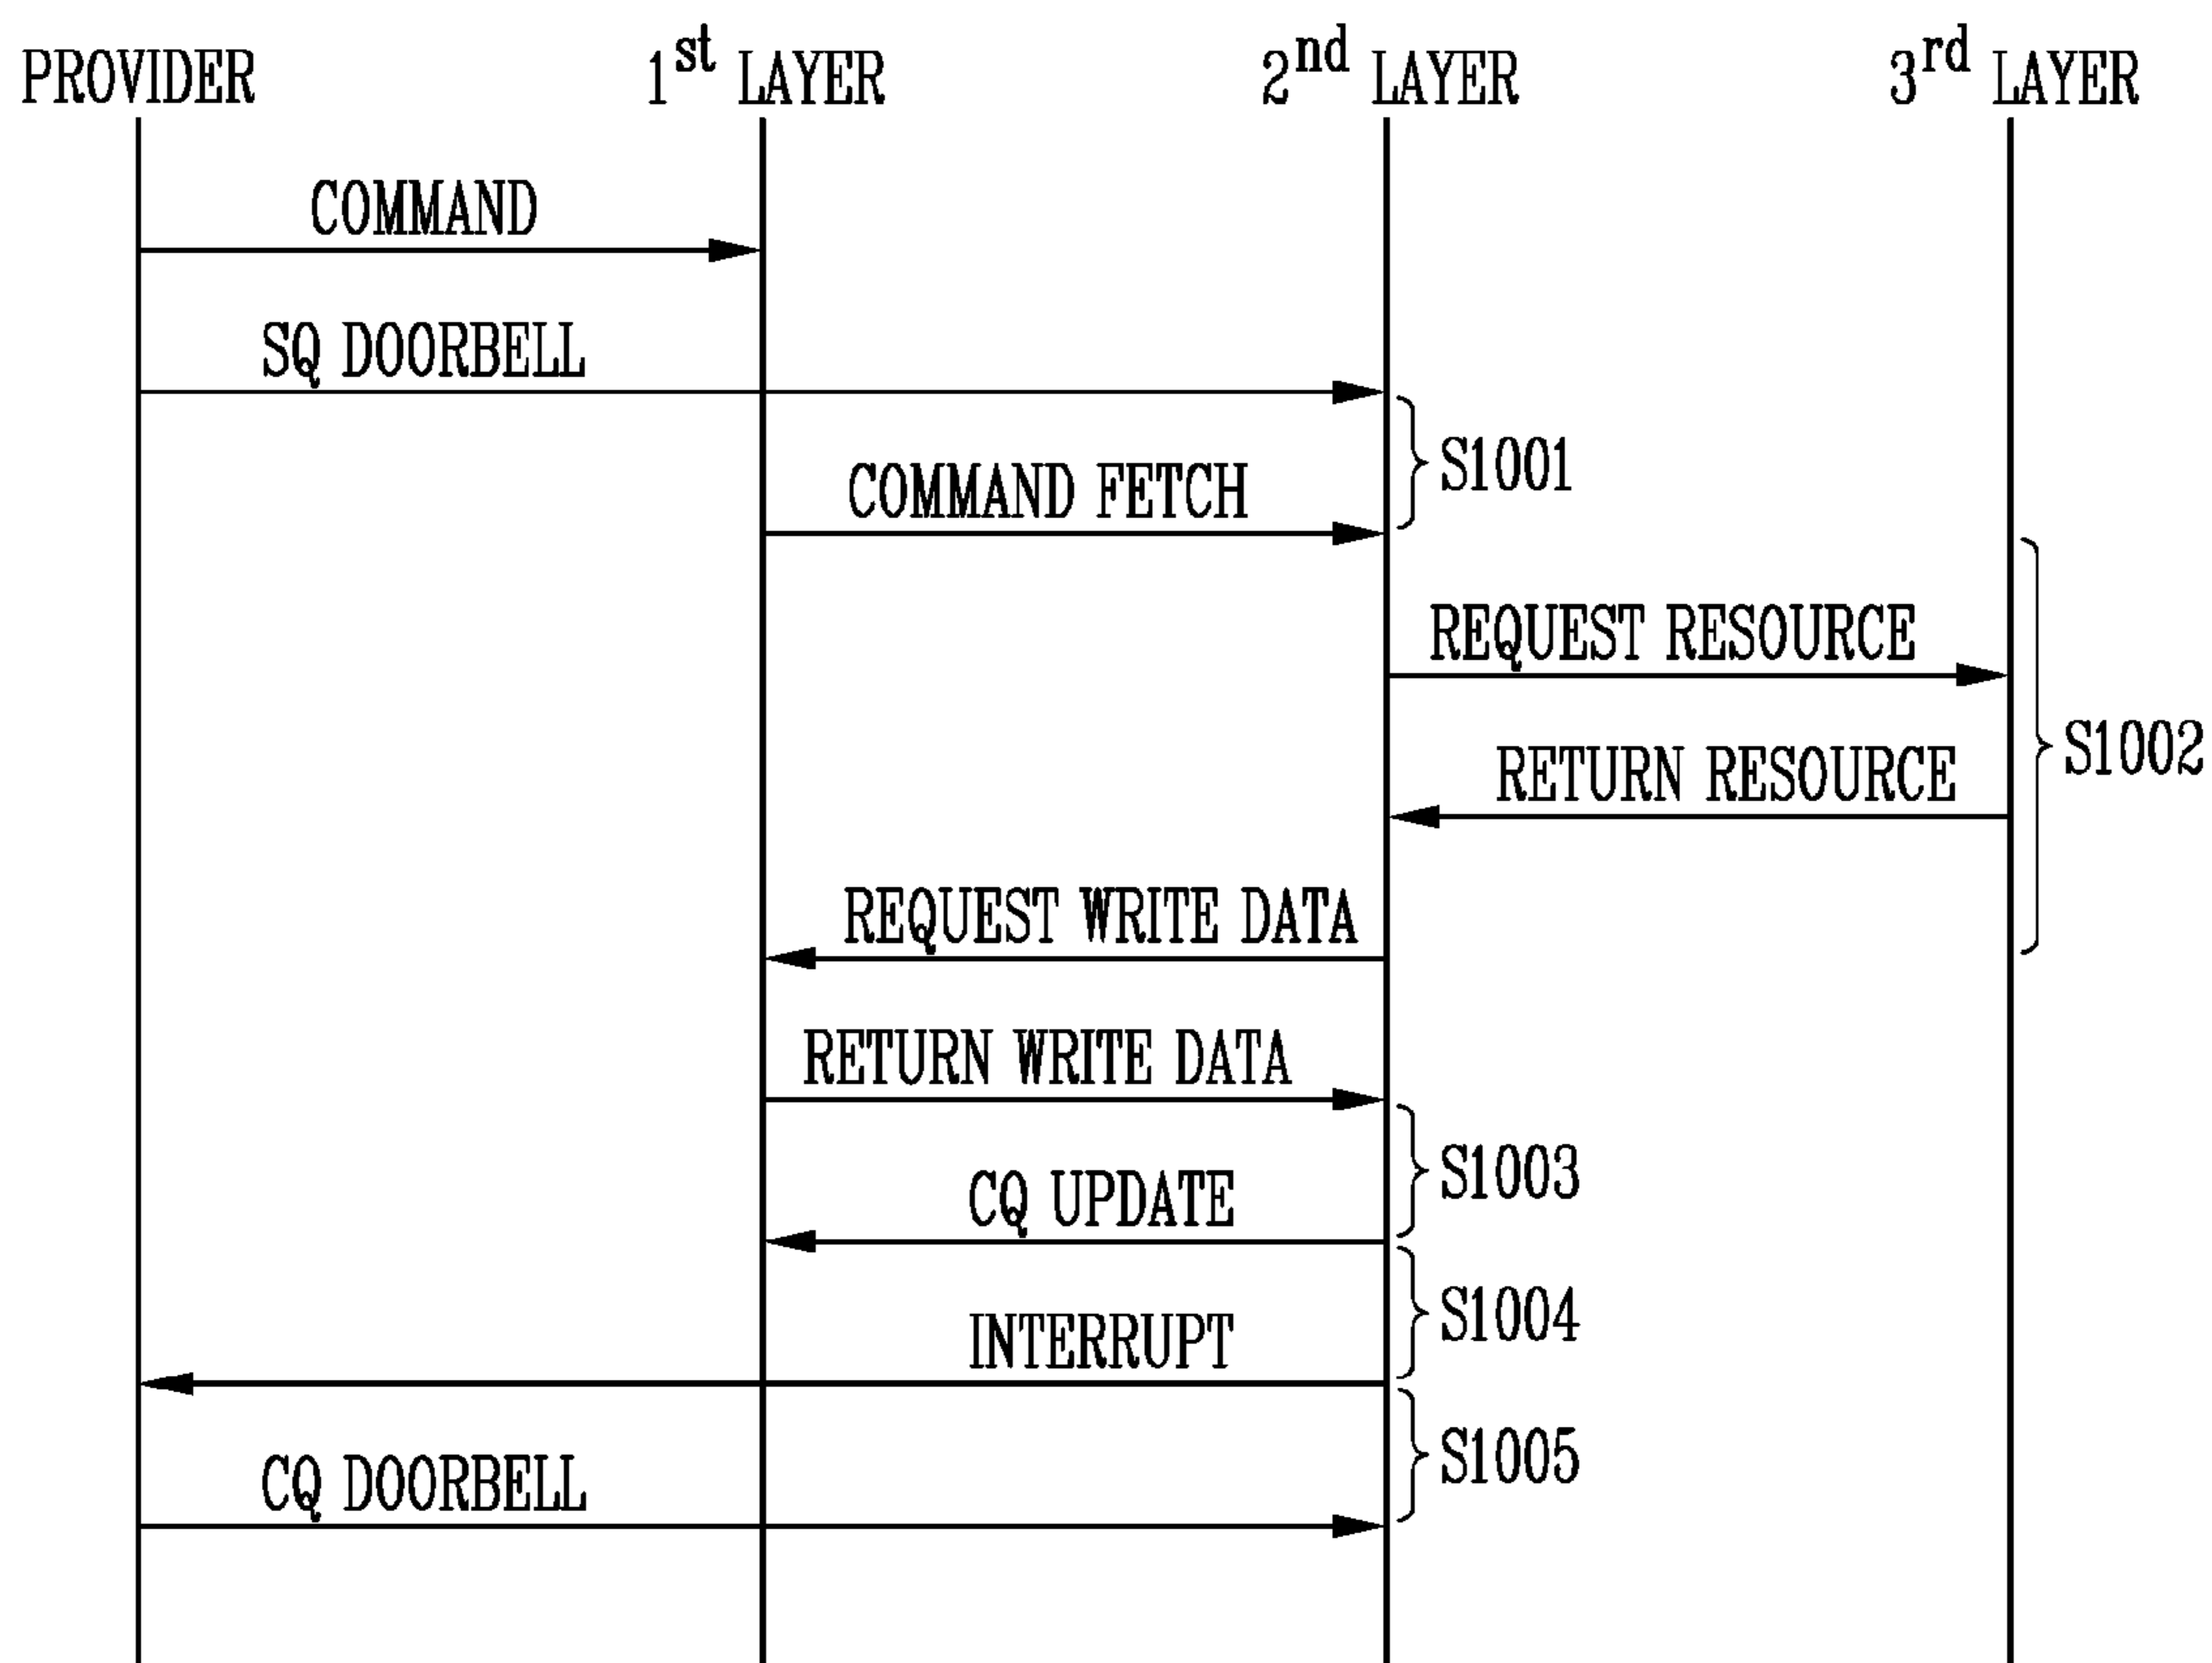 PROVIDER 1st LAYER 2nd LAYER 3rd LAYER
COMMAND
SQ DOORBELL
S1001
COMMAND FETCH
REQUEST RESOURCE
S1002
RETURN RESOURCE
REQUEST WRITE DATA
RETURN WRITE DATA
S1003
CQ UPDATE
S1004
INTERRUPT
S1005
CQ DOORBELL